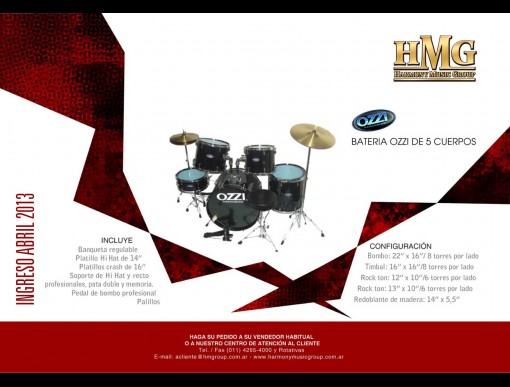 HMG
HARMONY MUSIC GROUP
OZZI
BATERIA OZZI DE 5 CUERPOS
OZZI
INGRESO ABRIL 2013
INCLUYE
Banqueta regulable
Platillo Hi Hat de 14"
Platillos crash de 16"
Soporte de Hi Hat y recto
profesionales, pata doble y memoria.
Pedal de bombo profesional
Palillos
CONFIGURACIÓN
Bombo: 22" x 16"/ 8 torres por lado
Timbal: 16" x 16"/8 torres por lado
Rock ton: 12" x 10"/6 torres por lado
Rock ton: 13" x 10"/6 torres por lado
Redoblante de madera: 14" x 5,5"
HAGA SU PEDIDO A SU VENDEDOR HABITUAL
O A NUESTRO CENTRO DE ATENCIÓN AL CLIENTE
Tel. / Fax (011) 4265-4000 y Rotativas
E-mail: acliente@hmgroup.com.ar - www.harmonymusicgroup.com.ar